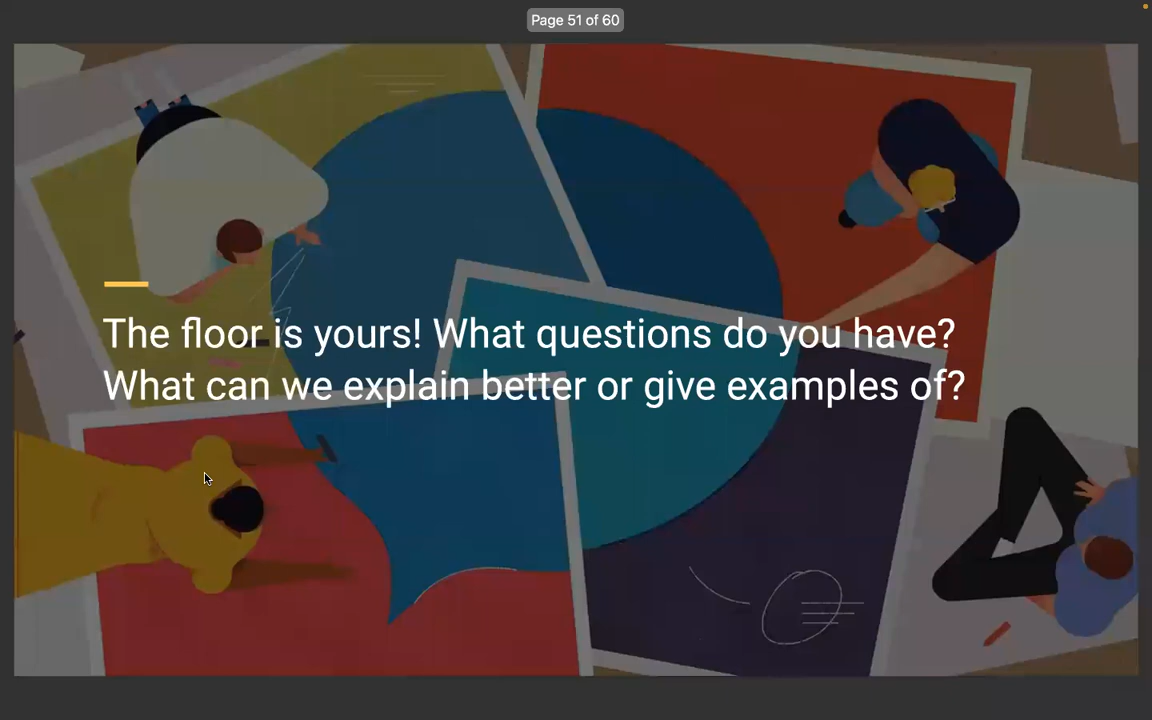 Page 51 of 60
The floor is yours! What questions do you have?
What can we explain better or give examples of?